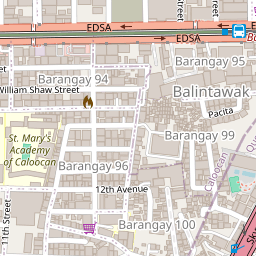 EDSA
EDSA
Barangay 95
Barangay 94
William Shaw Street
Balintawak
Pacita
Barangay 99
St. Mary's
Academy
of Caloocan
Barangay 96
Caloocan
12th Avenue
11th Street
Barangay 100